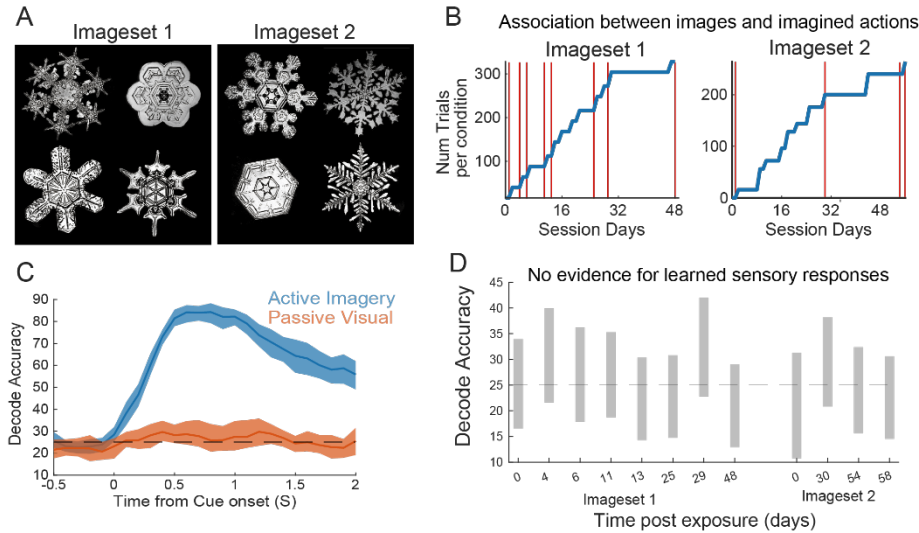 A
Imageset 1
Imageset 2
B
Association between images and imagined actions
Imageset 1
Imageset 2
Num Trials
per condition
300
200
100
0
16
32
48
Session Days
200
100
0
16
32
48
Session Days
C
Active Imagery
Passive Visual
Decode Accuracy
90
80
70
60
50
40
30
20
10
-0.5
0
0.5
1
1.5
2
Time from Cue onset (S)
D
No evidence for learned sensory responses
Decode Accuracy
45
40
35
30
25
20
15
10
0
4
6
11
13
25
29
48
0
30
54
58
Imageset 1
Imageset 2
Time post exposure (days)